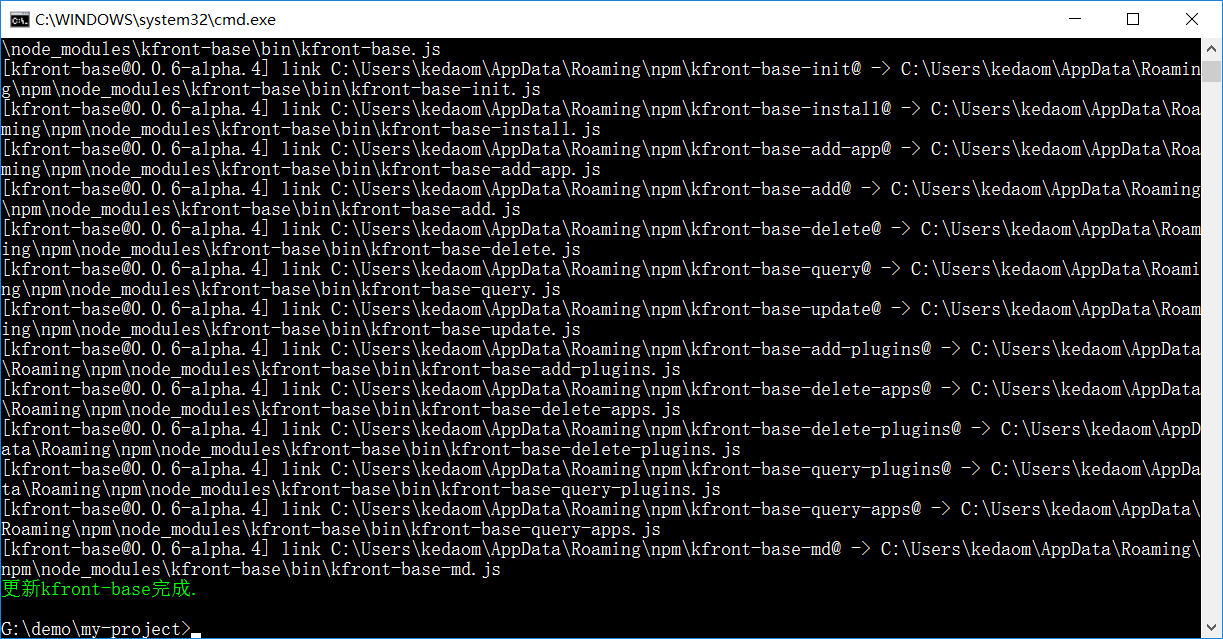 C:\WINDOWS\system32\cmd.exe
\node_modules\kfront-base\bin\kfront-base.js
[kfront-base@0.0.6-alpha.4] link C:\Users\kedaom\AppData\Roaming\npm\kfront-base-init@ -> C:\Users\kedaom\AppData\Roamin
g\npm\node_modules\kfront-base\bin\kfront-base-init.js
[kfront-base@0.0.6-alpha.4] link C:\Users\kedaom\AppData\Roaming\npm\kfront-base-install@ -> C:\Users\kedaom\AppData\Roa
ming\npm\node_modules\kfront-base\bin\kfront-base-install.js
[kfront-base@0.0.6-alpha.4] link C:\Users\kedaom\AppData\Roaming\npm\kfront-base-add-app@ -> C:\Users\kedaom\AppData\Roa
ming\npm\node_modules\kfront-base\bin\kfront-base-add-app.js
[kfront-base@0.0.6-alpha.4] link C:\Users\kedaom\AppData\Roaming\npm\kfront-base-add@ -> C:\Users\kedaom\AppData\Roaming
\npm\node_modules\kfront-base\bin\kfront-base-add.js
[kfront-base@0.0.6-alpha.4] link C:\Users\kedaom\AppData\Roaming\npm\kfront-base-delete@ -> C:\Users\kedaom\AppData\Roam
ing\npm\node_modules\kfront-base\bin\kfront-base-delete.js
[kfront-base@0.0.6-alpha.4] link C:\Users\kedaom\AppData\Roaming\npm\kfront-base-query@ -> C:\Users\kedaom\AppData\Roami
ng\npm\node_modules\kfront-base\bin\kfront-base-query.js
[kfront-base@0.0.6-alpha.4] link C:\Users\kedaom\AppData\Roaming\npm\kfront-base-update@ -> C:\Users\kedaom\AppData\Roam
ing\npm\node_modules\kfront-base\bin\kfront-base-update.js
[kfront-base@0.0.6-alpha.4] link C:\Users\kedaom\AppData\Roaming\npm\kfront-base-add-plugins@ -> C:\Users\kedaom\AppData
\Roaming\npm\node_modules\kfront-base\bin\kfront-base-add-plugins.js
[kfront-base@0.0.6-alpha.4] link C:\Users\kedaom\AppData\Roaming\npm\kfront-base-delete-apps@ -> C:\Users\kedaom\AppData
\Roaming\npm\node_modules\kfront-base\bin\kfront-base-delete-apps.js
[kfront-base@0.0.6-alpha.4] link C:\Users\kedaom\AppData\Roaming\npm\kfront-base-delete-plugins@ -> C:\Users\kedaom\AppD
ata\Roaming\npm\node_modules\kfront-base\bin\kfront-base-delete-plugins.js
[kfront-base@0.0.6-alpha.4] link C:\Users\kedaom\AppData\Roaming\npm\kfront-base-query-plugins@ -> C:\Users\kedaom\AppDa
ta\Roaming\npm\node_modules\kfront-base\bin\kfront-base-query-plugins.js
[kfront-base@0.0.6-alpha.4] link C:\Users\kedaom\AppData\Roaming\npm\kfront-base-query-apps@ -> C:\Users\kedaom\AppData\
Roaming\npm\node_modules\kfront-base\bin\kfront-base-query-apps.js
[kfront-base@0.0.6-alpha.4] link C:\Users\kedaom\AppData\Roaming\npm\kfront-base-md@ -> C:\Users\kedaom\AppData\Roaming\
npm\node_modules\kfront-base\bin\kfront-base-md.js
更新kfront-base完成.
G:\demo\my-project>